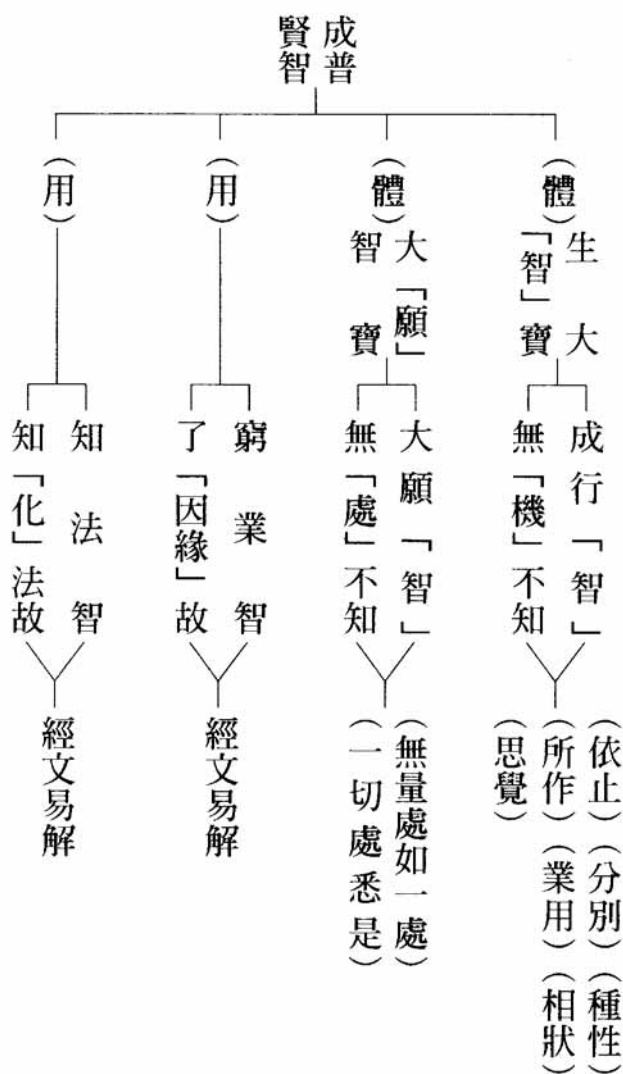 成普
賢智
（體）
生大
「智」寶
成行「智」
無「機」不知
（依止）（分別）（種性）
（所作）（業用）（相狀）
（思覺）
（體）
大「願」
智寶
大願「智」
無「處」不知
（無量處如一處）
（一切處悉是）
（用）
窮業智
了「因緣」故
經文易解
（用）
知法智
知「化」法故
經文易解